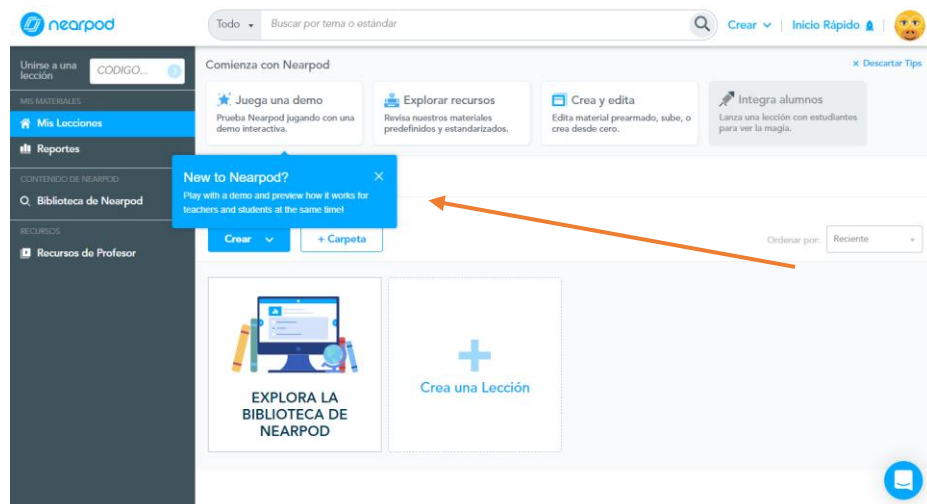 nearpod
Todo
Buscar por tema o estándar
Crear
Inicio Rápido
Unirse a una
lección
CODIGO...
MIS MATERIALES
Mis Lecciones
Reportes
CONTENIDO DE NEARPOD
Biblioteca de Nearpod
RECURSOS
Recursos de Profesor
Comienza con Nearpod
× Descartar Tips
Juega una demo
Prueba Nearpod jugando con una
demo interactiva.
Explorar recursos
Revisa nuestros materiales
predefinidos y estandarizados.
Crea y edita
Edita material prearmado, sube, o
crea desde cero.
Integra alumnos
Lanza una lección con estudiantes
para ver la magia.
New to Nearpod?
Play with a demo and preview how it works for
teachers and students at the same time!
Crear
+ Carpeta
Ordenar por:
Reciente
EXPLORA LA
BIBLIOTECA DE
NEARPOD
Crea una Lección